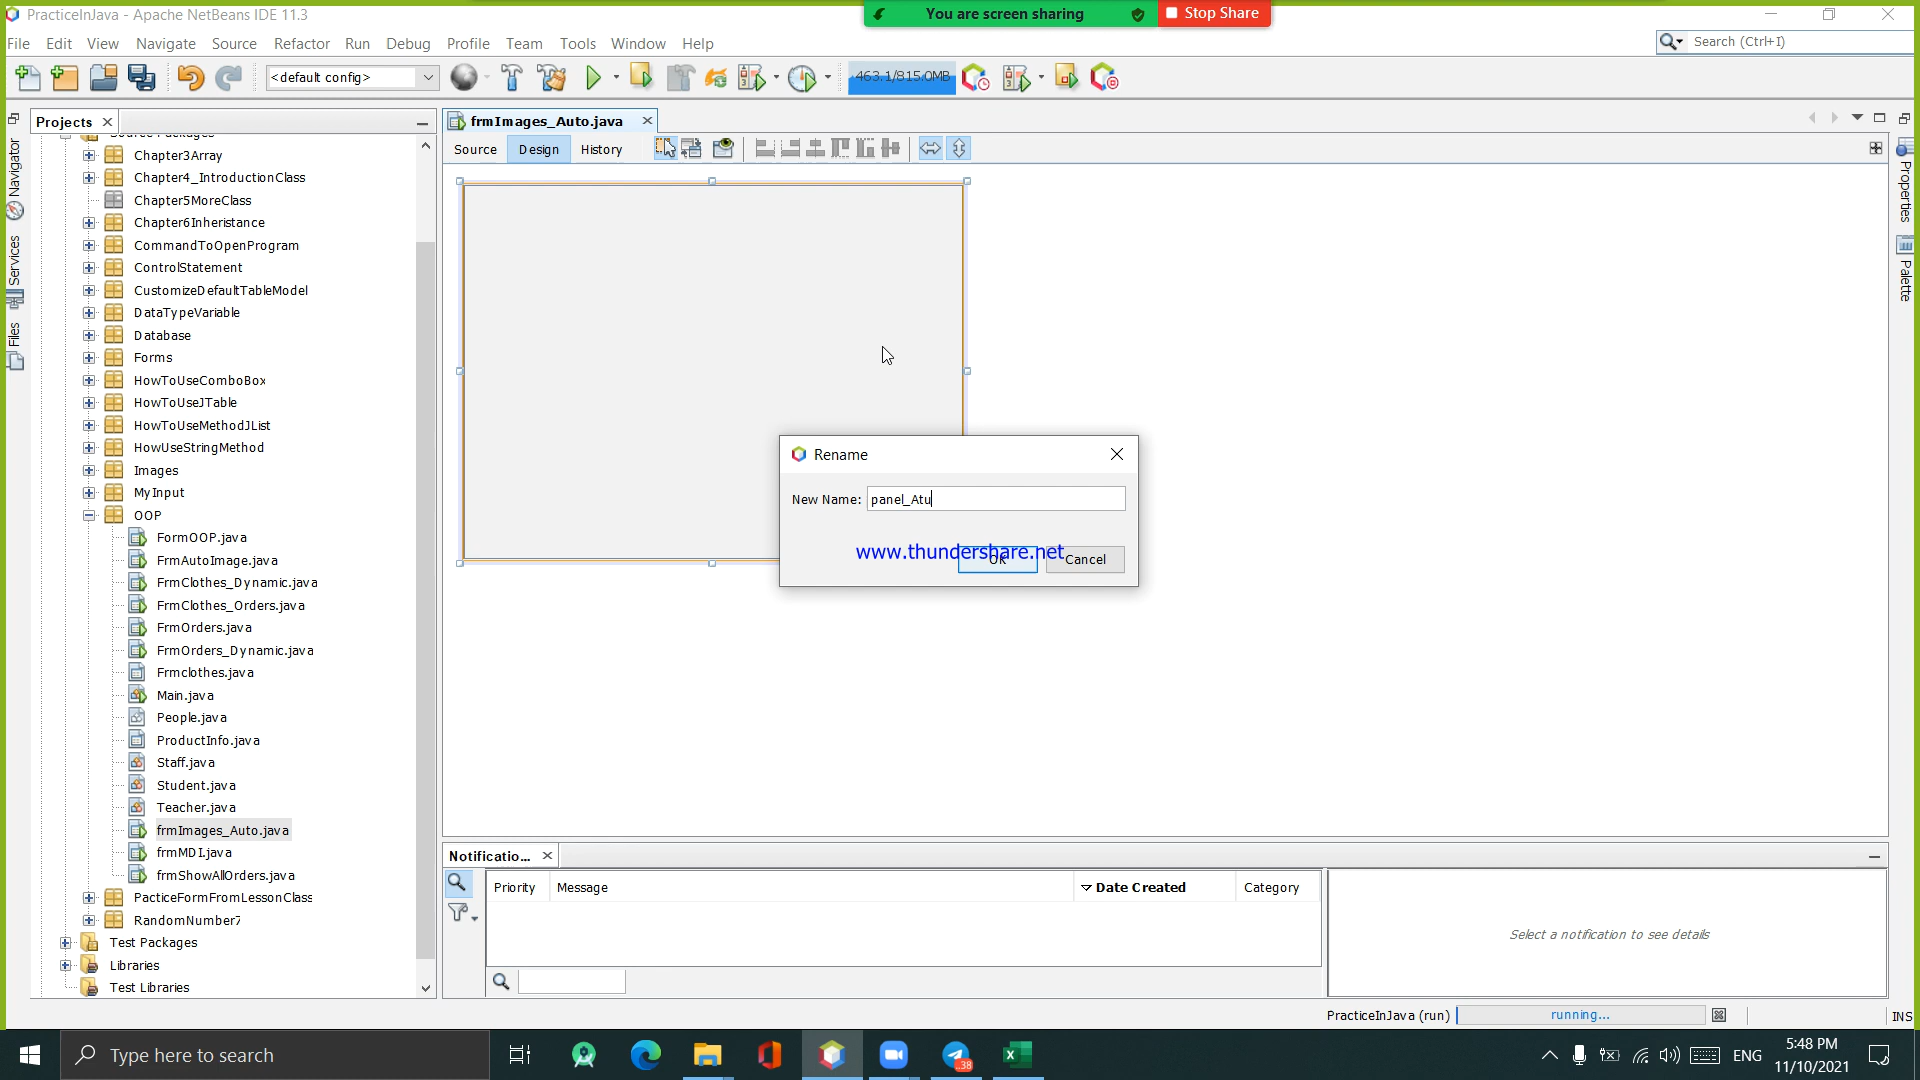 PracticeInJava - Apache NetBeans IDE 11.3
You are screen sharing
Stop Share
File Edit View Navigate Source Refactor Run Debug Profile Team Tools Window Help
Search (Ctrl+I)
<default config>
463.1/815.0MB
Projects
frmImages_Auto.java
Source Design History
Navigator
Services
Files
Properties
Palette
Source Packages
Chapter3Array
Chapter4_IntroductionClass
Chapter5MoreClass
Chapter6Inheristance
CommandToOpenProgram
ControlStatement
CustomizeDefaultTableModel
DataTypeVariable
Database
Forms
HowToUseComboBox
HowToUseJTable
HowToUseMethodJList
HowUseStringMethod
Images
MyInput
OOP
FormOOP.java
FrmAutoImage.java
FrmClothes_Dynamic.java
FrmClothes_Orders.java
FrmOrders.java
FrmOrders_Dynamic.java
Frmclothes.java
Main.java
People.java
ProductInfo.java
Staff.java
Student.java
Teacher.java
frmImages_Auto.java
frmMDI.java
frmShowAllOrders.java
PacticeFormFromLessonClass
RandomNumber7
Test Packages
Libraries
Test Libraries
Rename
New Name: panel_Atu
www.thundershare.net
OK Cancel
Notificatio...
Priority Message Date Created Category
Select a notification to see details
PracticeInJava (run) running... INS
Type here to search
38
ENG
5:48 PM
11/10/2021